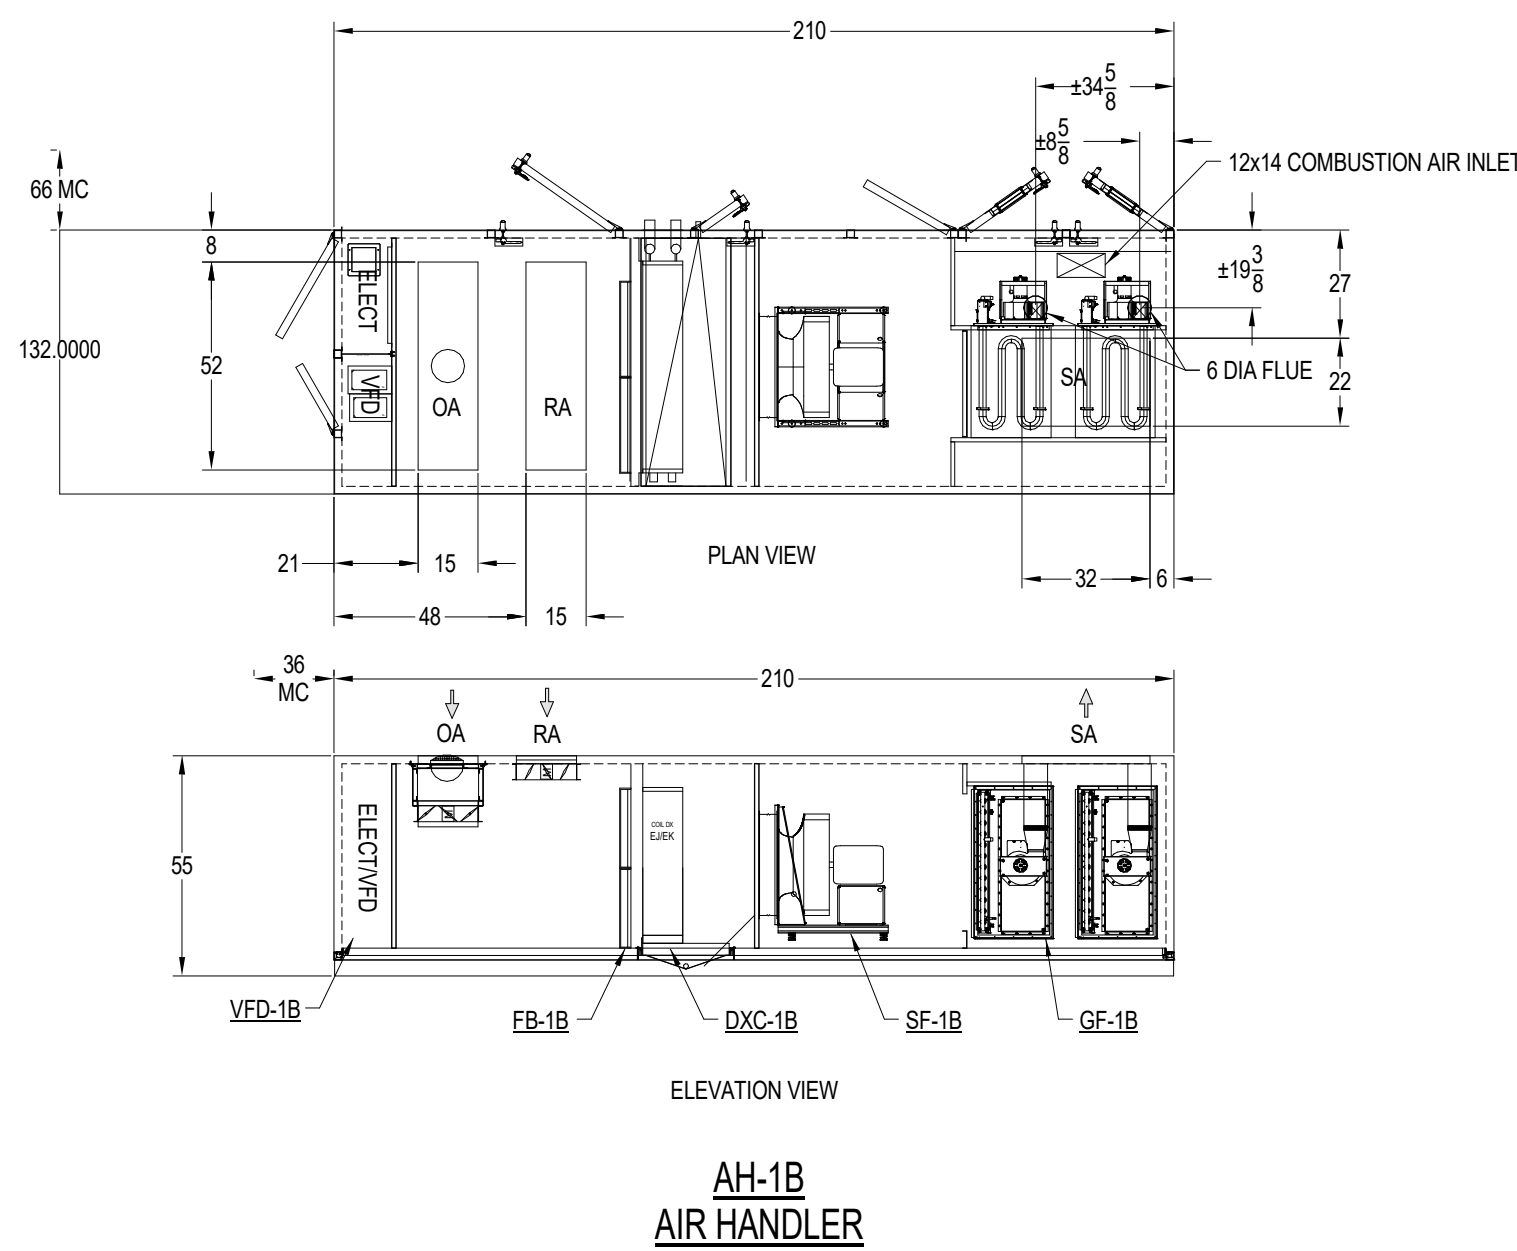 210
±34 5/8
±8 5/8
12x14 COMBUSTION AIR INLET
66 MC
8
ELECT
±19 3/8
27
132.0000
52
VFD
OA
RA
SA
6 DIA FLUE
22
PLAN VIEW
21
15
32
6
48
15
36
MC
210
OA
RA
SA
55
ELECT/VFD
COIL DX
EJ/EK
VFD-1B
FB-1B
DXC-1B
SF-1B
GF-1B
ELEVATION VIEW
AH-1B
AIR HANDLER